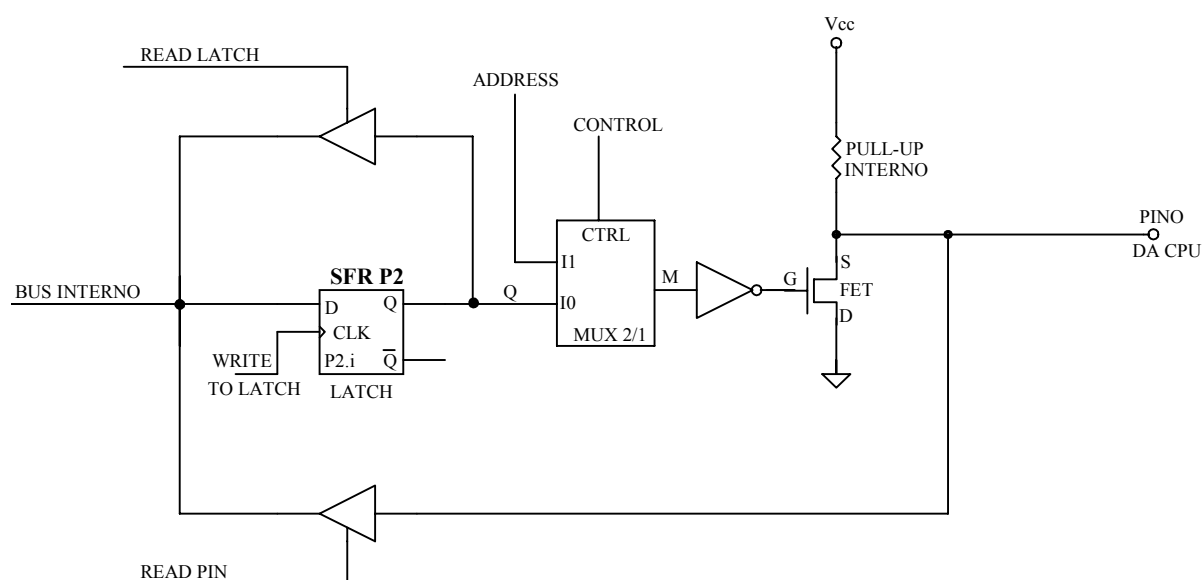 Vcc
READ LATCH
ADDRESS
CONTROL
PULL-UP
INTERNO
PINO
DA CPU
CTRL
I1
SFR P2
M
G
S
FET
D
BUS INTERNO
D
Q
Q
I0
CLK
MUX 2/1
WRITE
TO LATCH
P2.i
Q̅
LATCH
READ PIN